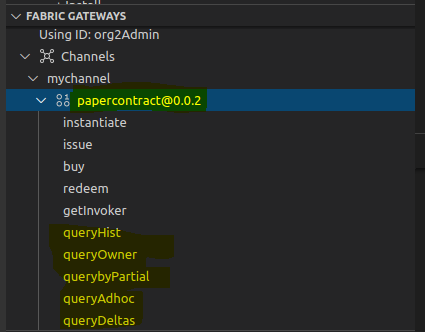 FABRIC GATEWAYS
Using ID: org2Admin
Channels
mychannel
papercontract@0.0.2
instantiate
issue
buy
redeem
getInvoker
queryHist
queryOwner
querybyPartial
queryAdhoc
queryDeltas